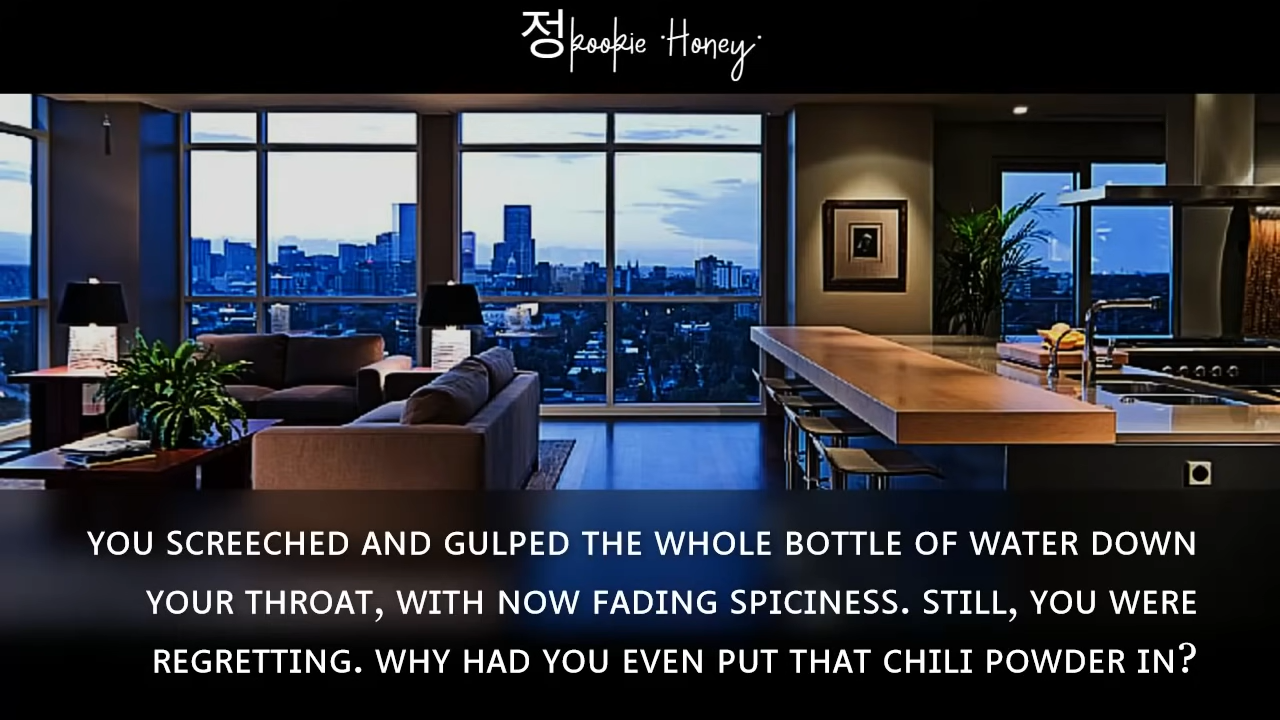 정kookie Honey
YOU SCREECHED AND GULPED THE WHOLE BOTTLE OF WATER DOWN
YOUR THROAT, WITH NOW FADING SPICINESS. STILL, YOU WERE
REGRETTING. WHY HAD YOU EVEN PUT THAT CHILI POWDER IN?